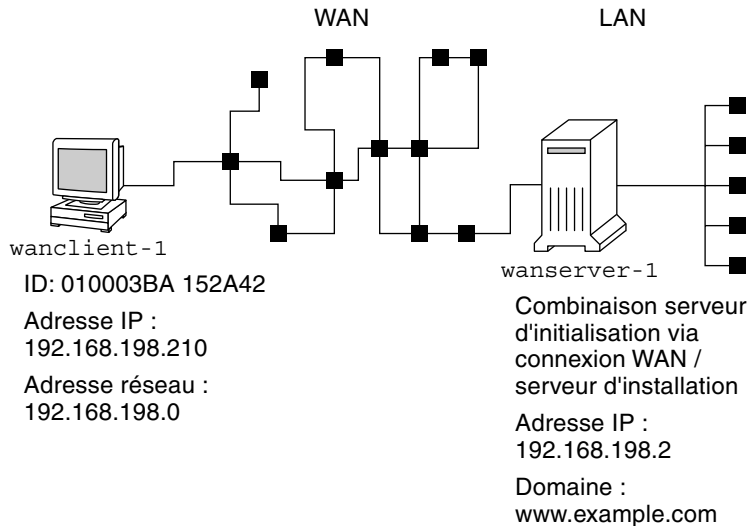 WAN
LAN
wanclient-1
ID: 010003BA 152A42
Adresse IP :
192.168.198.210
Adresse réseau :
192.168.198.0
wanserver-1
Combinaison serveur
d'initialisation via
connexion WAN /
serveur d'installation
Adresse IP :
192.168.198.2
Domaine :
www.example.com